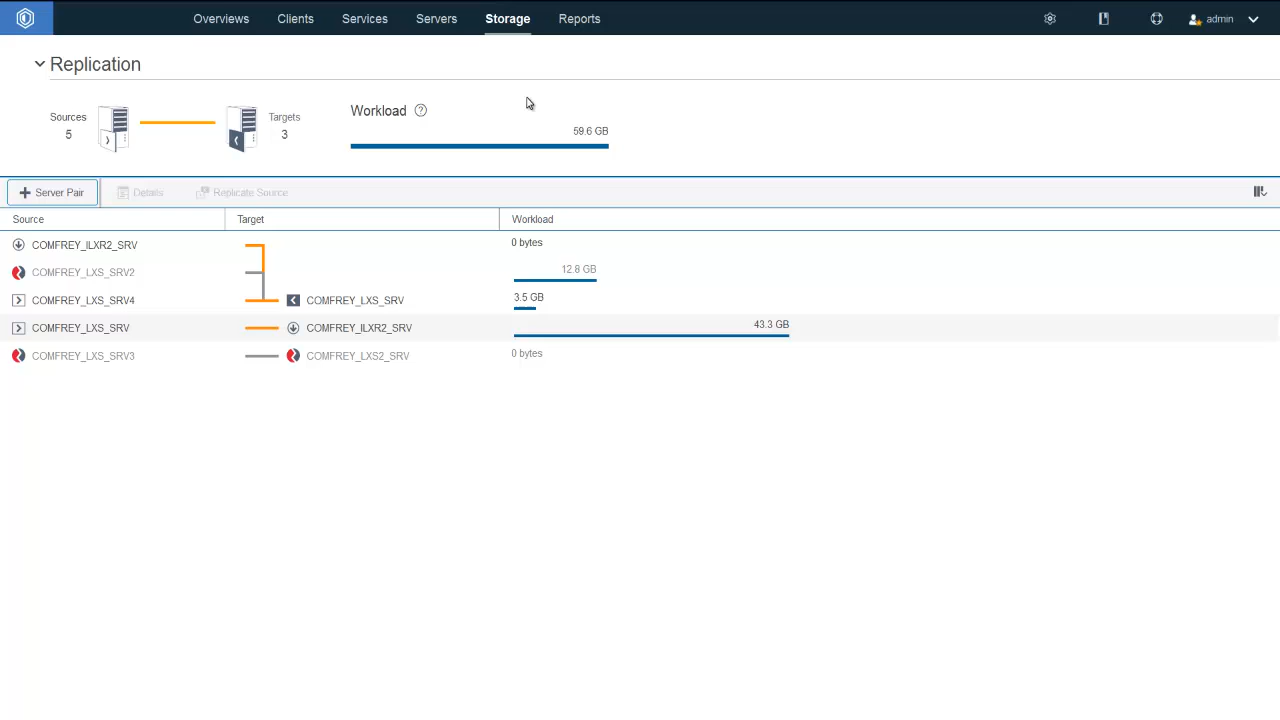 Overviews Clients Services Servers Storage Reports admin
Replication
Sources
5
Targets
3
Workload
59.6 GB
Server Pair Details Replicate Source
Source Target Workload
COMFREY_ILXR2_SRV 0 bytes
COMFREY_LXS_SRV2 12.8 GB
COMFREY_LXS_SRV4 COMFREY_LXS_SRV 3.5 GB
COMFREY_LXS_SRV COMFREY_ILXR2_SRV 43.3 GB
COMFREY_LXS_SRV3 COMFREY_LXS2_SRV 0 bytes